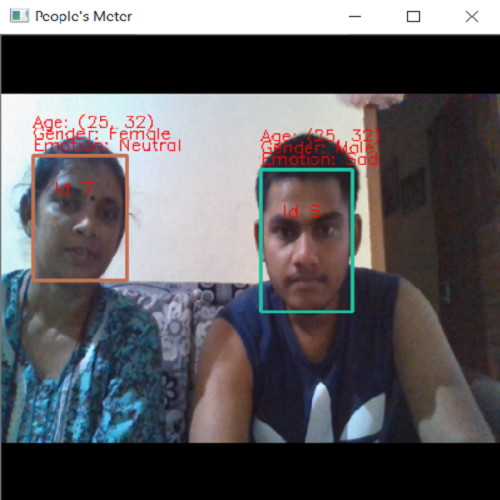 People's Meter
Age: (25, 32)
Gender: Female
Emotion: Neutral
Id 7
Age: (25, 32)
Gender: Male
Emotion: Sad
Id 5